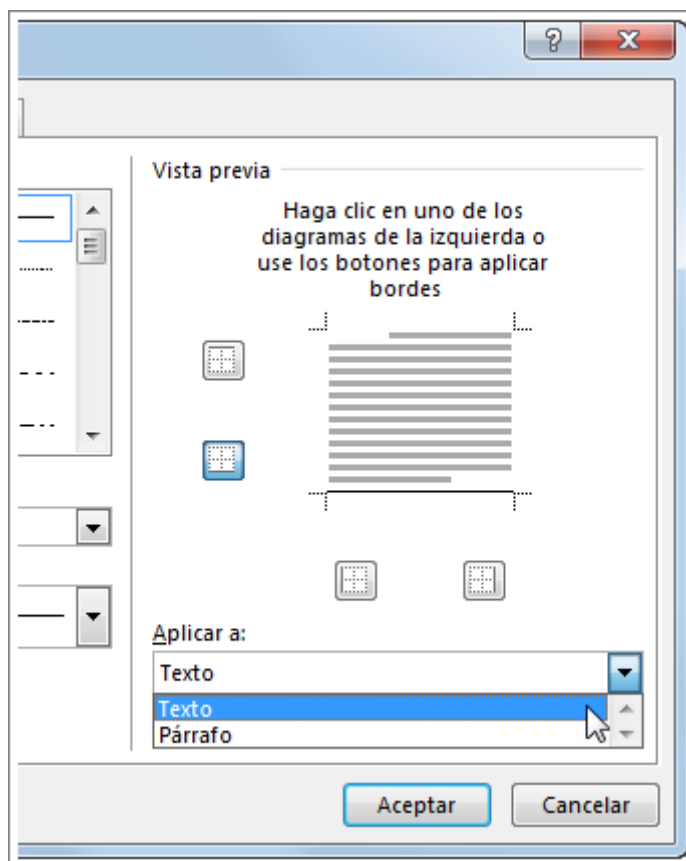 Vista previa
Haga clic en uno de los
diagramas de la izquierda o
use los botones para aplicar
bordes
Aplicar a:
Texto
Texto
Párrafo
Aceptar
Cancelar